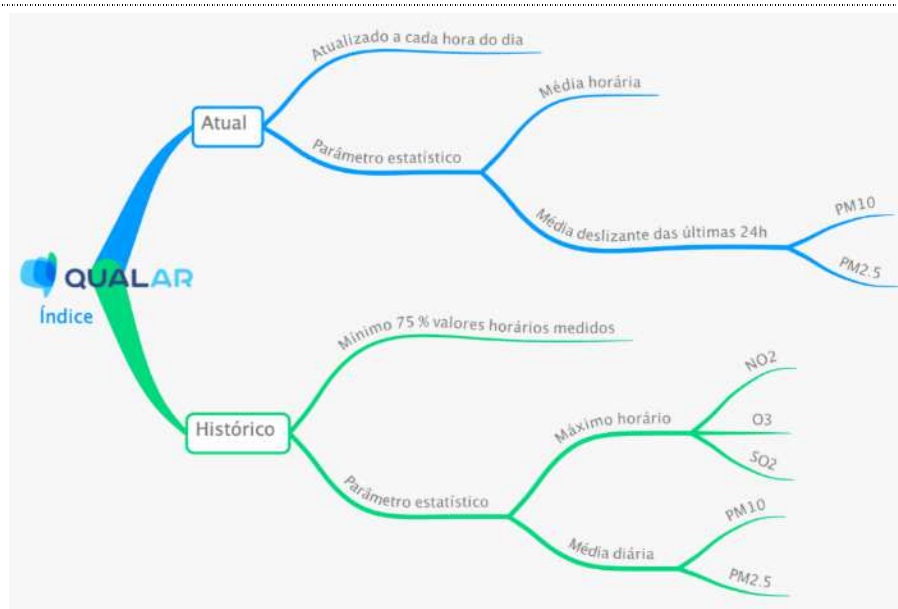 Atualizado a cada hora do dia
Média horária
Atual
Parâmetro estatístico
PM10
Média deslizante das últimas 24h
PM2.5
QUALAR
Índice
Mínimo 75 % valores horários medidos
NO2
Máximo horário
O3
Histórico
SO2
Parâmetro estatístico
PM10
Média diária
PM2.5